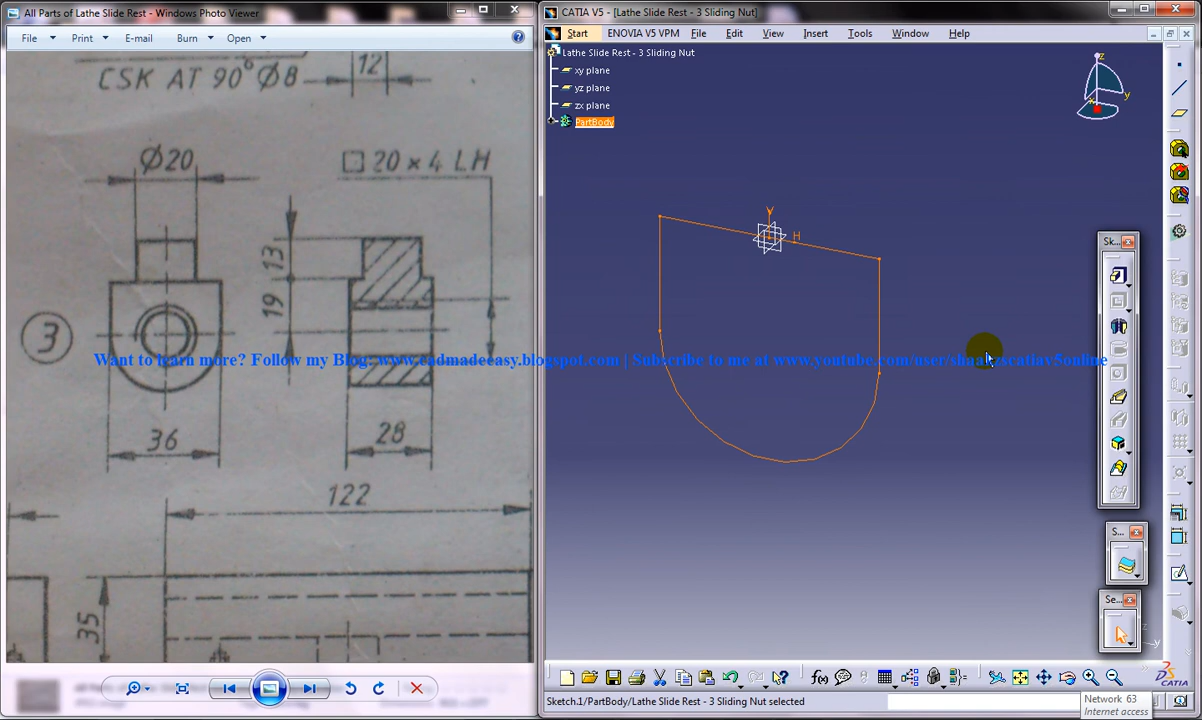 All Parts of Lathe Slide Rest - Windows Photo Viewer
File Print E-mail Burn Open
CSK AT 90° Ø8 12
Ø20
□ 20 × 4 LH
13
19
3
36
28
122
35
CATIA V5 - [Lathe Slide Rest - 3 Sliding Nut]
Start ENOVIA V5 VPM File Edit View Insert Tools Window Help
Lathe Slide Rest - 3 Sliding Nut
xy plane
yz plane
zx plane
PartBody
z
y
x
V
H
Sk...
S...
Se...
Want to learn more? Follow my Blog: www.cadmadeeasy.blogspot.com | Subscribe to me at www.youtube.com/user/shnaizscatiav5online
CATIA
Network 63
Internet access
Sketch.1/PartBody/Lathe Slide Rest - 3 Sliding Nut selected